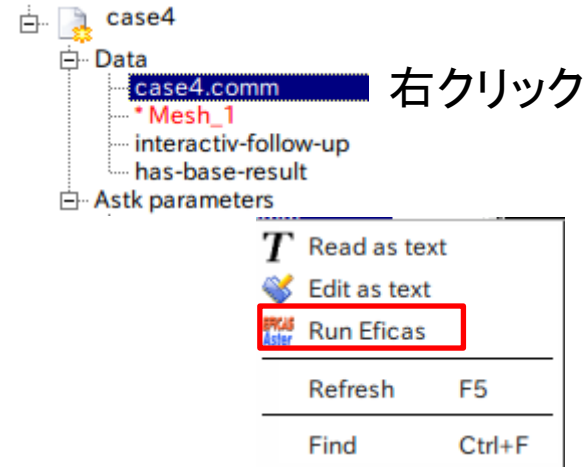 case4
Data
case4.comm 右クリック
* Mesh_1
interactiv-follow-up
has-base-result
Astk parameters
T Read as text
Edit as text
EFICAS Aster Run Eficas
Refresh F5
Find Ctrl+F